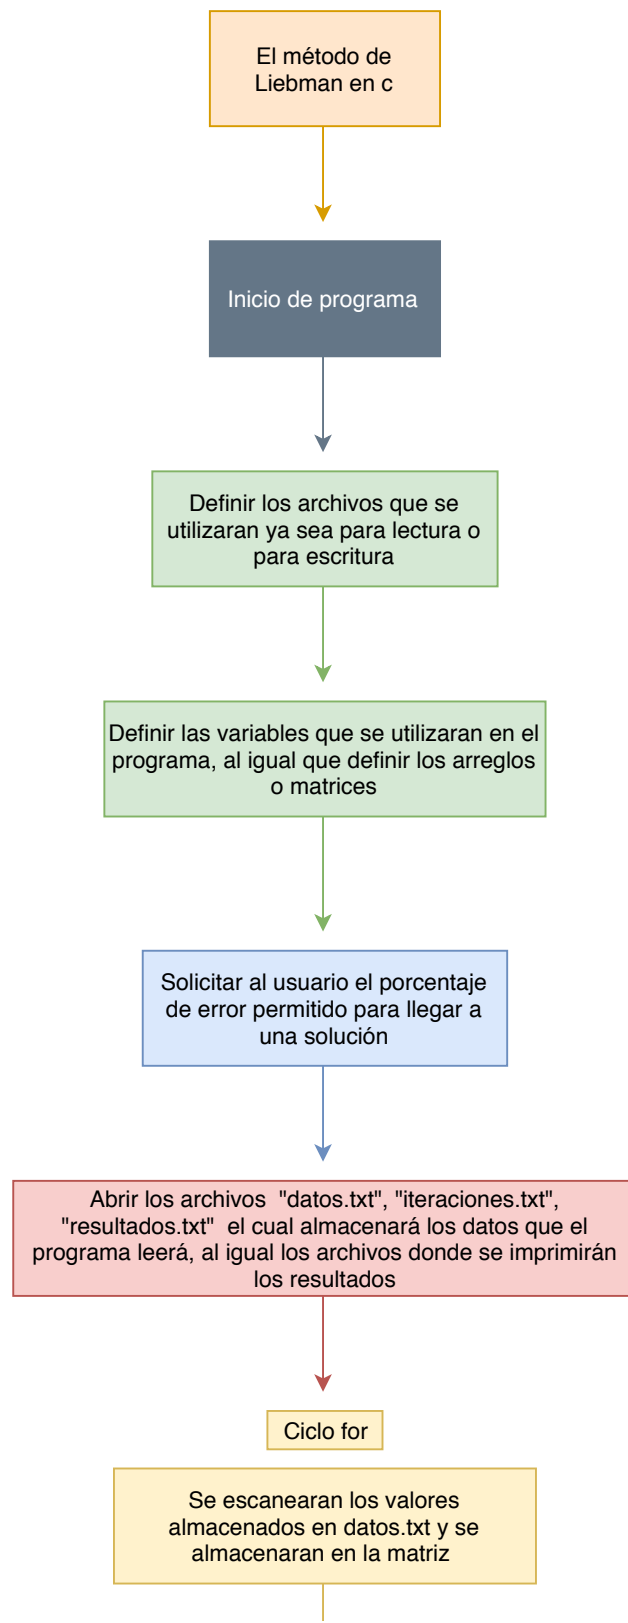 El método de
Liebman en c
Inicio de programa
Definir los archivos que se
utilizaran ya sea para lectura o
para escritura
Definir las variables que se utilizaran en el
programa, al igual que definir los arreglos
o matrices
Solicitar al usuario el porcentaje
de error permitido para llegar a
una solución
Abrir los archivos "datos.txt", "iteraciones.txt",
"resultados.txt" el cual almacenará los datos que el
programa leerá, al igual los archivos donde se imprimirán
los resultados
Ciclo for
Se escanearan los valores
almacenados en datos.txt y se
almacenaran en la matriz